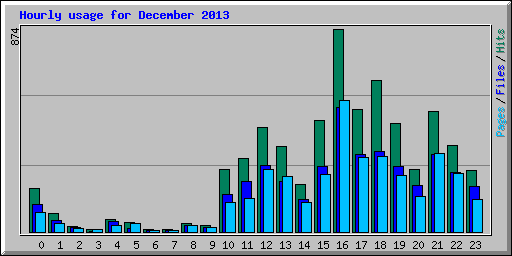 Hourly usage for December 2013
874
Pages / Files / Hits
0 1 2 3 4 5 6 7 8 9 10 11 12 13 14 15 16 17 18 19 20 21 22 23